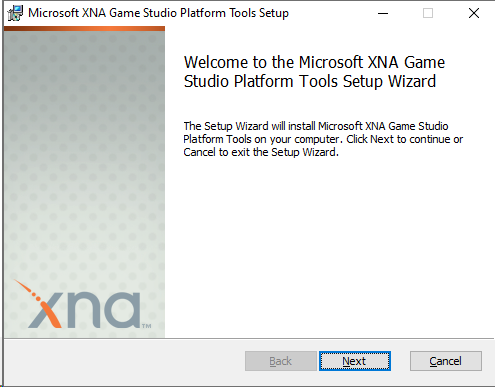 Microsoft XNA Game Studio Platform Tools Setup
Welcome to the Microsoft XNA Game
Studio Platform Tools Setup Wizard
The Setup Wizard will install Microsoft XNA Game Studio
Platform Tools on your computer. Click Next to continue or
Cancel to exit the Setup Wizard.
xna™
Back
Next
Cancel